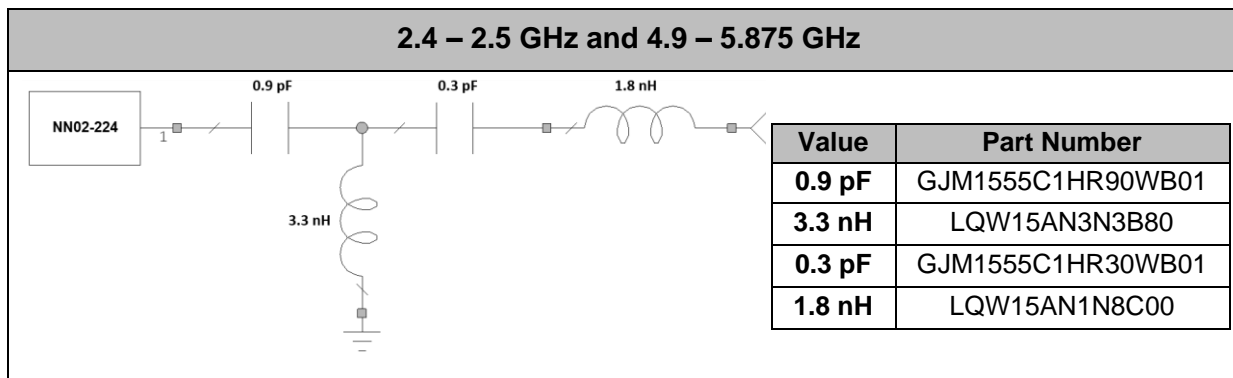 2.4 – 2.5 GHz and 4.9 – 5.875 GHz
0.9 pF
0.3 pF
1.8 nH
NN02-224
1
3.3 nH
Value Part Number
0.9 pF GJM1555C1HR90WB01
3.3 nH LQW15AN3N3B80
0.3 pF GJM1555C1HR30WB01
1.8 nH LQW15AN1N8C00